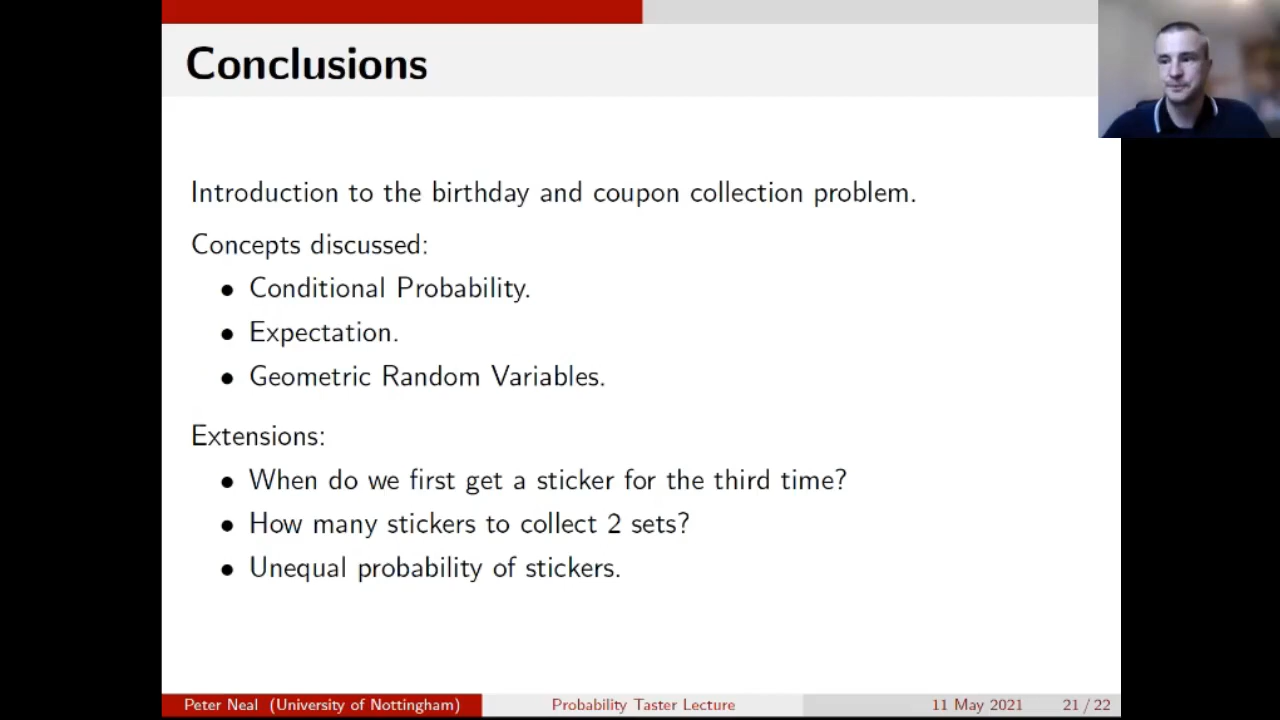 Conclusions
Introduction to the birthday and coupon collection problem.
Concepts discussed:
• Conditional Probability.
• Expectation.
• Geometric Random Variables.
Extensions:
• When do we first get a sticker for the third time?
• How many stickers to collect 2 sets?
• Unequal probability of stickers.
Peter Neal (University of Nottingham) Probability Taster Lecture 11 May 2021 21 / 22